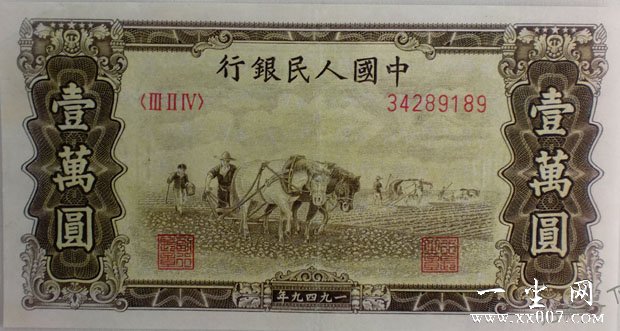 中國人民銀行
〈III II IV〉
34289189
壹萬圓
壹萬圓
一九四九年
一尘网
www.xx007.com